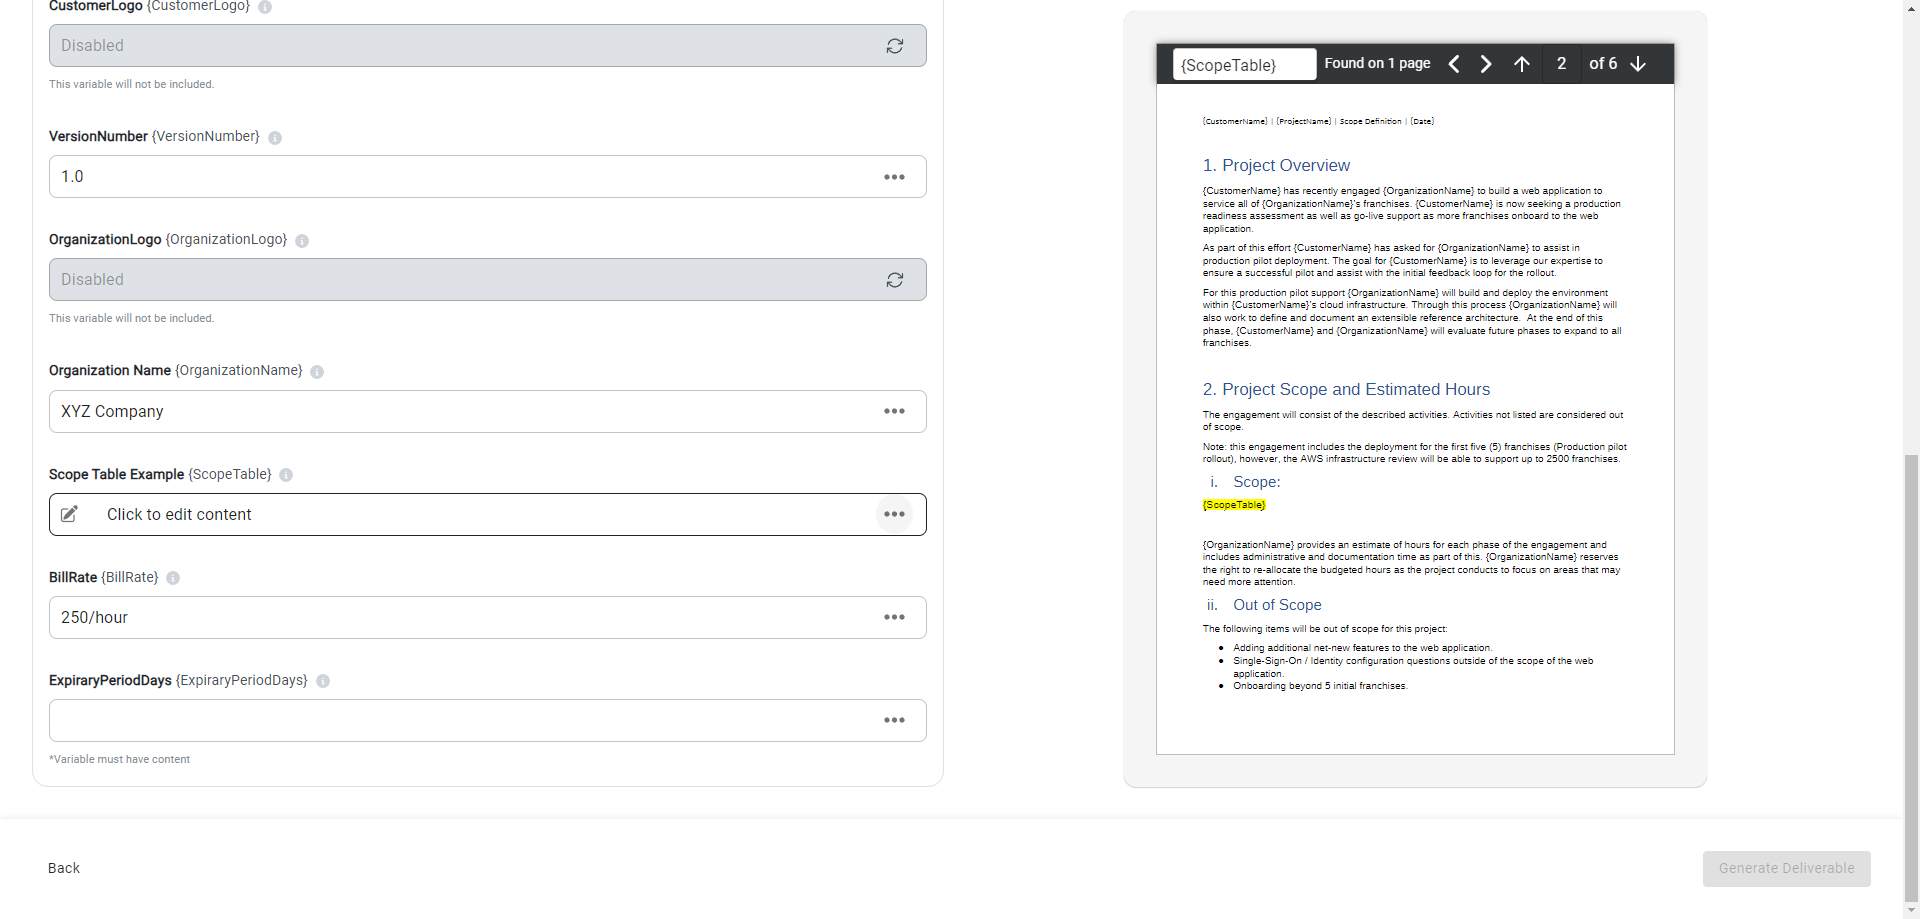 CustomerLogo {CustomerLogo}
Disabled
This variable will not be included.
VersionNumber {VersionNumber}
1.0
OrganizationLogo {OrganizationLogo}
Disabled
This variable will not be included.
Organization Name {OrganizationName}
XYZ Company
Scope Table Example {ScopeTable}
Click to edit content
BillRate {BillRate}
250/hour
ExpiraryPeriodDays {ExpiraryPeriodDays}
*Variable must have content
{ScopeTable} Found on 1 page 2 of 6
{CustomerName} | {ProjectName} | Scope Definition | {Date}
1. Project Overview
{CustomerName} has recently engaged {OrganizationName} to build a web application to
service all of {OrganizationName}'s franchises. {CustomerName} is now seeking a production
readiness assessment as well as go-live support as more franchises onboard to the web
application.
As part of this effort {CustomerName} has asked for {OrganizationName} to assist in
production pilot deployment. The goal for {CustomerName} is to leverage our expertise to
ensure a successful pilot and assist with the initial feedback loop for the rollout.
For this production pilot support {OrganizationName} will build and deploy the environment
within {CustomerName}'s cloud infrastructure. Through this process {OrganizationName} will
also work to define and document an extensible reference architecture. At the end of this
phase, {CustomerName} and {OrganizationName} will evaluate future phases to expand to all
franchises.
2. Project Scope and Estimated Hours
The engagement will consist of the described activities. Activities not listed are considered out
of scope.
Note: this engagement includes the deployment for the first five (5) franchises (Production pilot
rollout), however, the AWS infrastructure review will be able to support up to 2500 franchises.
i. Scope:
{ScopeTable}
{OrganizationName} provides an estimate of hours for each phase of the engagement and
includes administrative and documentation time as part of this. {OrganizationName} reserves
the right to re-allocate the budgeted hours as the project conducts to focus on areas that may
need more attention.
ii. Out of Scope
The following items will be out of scope for this project:
• Adding additional net-new features to the web application.
• Single-Sign-On / Identity configuration questions outside of the scope of the web
application.
• Onboarding beyond 5 initial franchises.
Back
Generate Deliverable